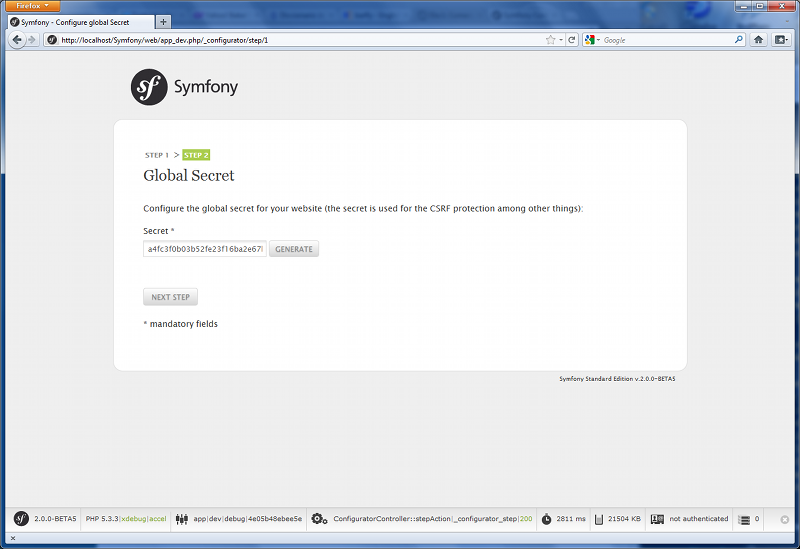 Firefox
Symfony - Configure global Secret
http://localhost/Symfony/web/app_dev.php/_configurator/step/1
Google
sf Symfony
STEP 1 > STEP 2
Global Secret
Configure the global secret for your website (the secret is used for the CSRF protection among other things):
Secret *
a4fc3f0b03b52fe23f16ba2e67 GENERATE
NEXT STEP
* mandatory fields
Symfony Standard Edition v.2.0.0-BETA5
sf 2.0.0-BETA5 PHP 5.3.3|xdebug|accel app|dev|debug|4e05b48ebee5e ConfiguratorController::stepAction|_configurator_step|200 2811 ms 21504 KB not authenticated 0